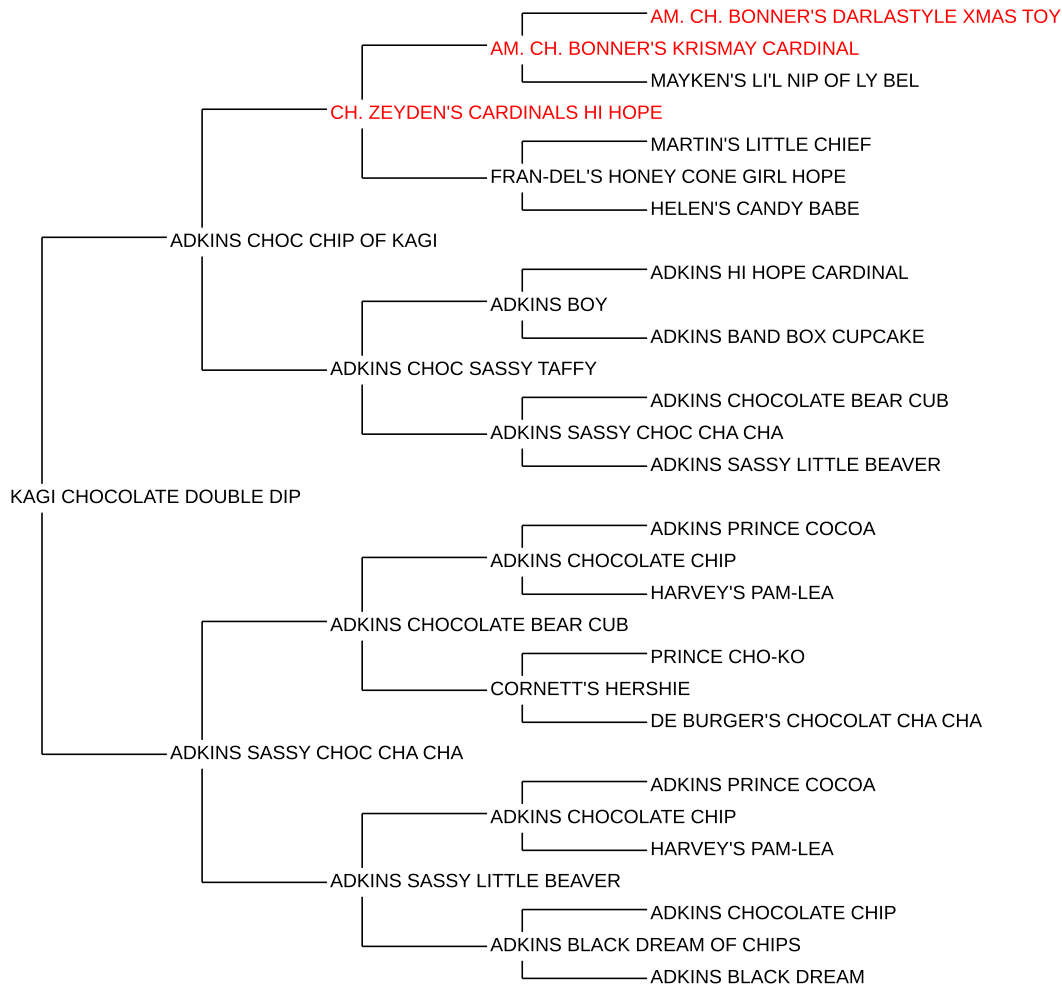 AM. CH. BONNER'S DARLASTYLE XMAS TOY
AM. CH. BONNER'S KRISMAY CARDINAL
MAYKEN'S LI'L NIP OF LY BEL
CH. ZEYDEN'S CARDINALS HI HOPE
MARTIN'S LITTLE CHIEF
FRAN-DEL'S HONEY CONE GIRL HOPE
HELEN'S CANDY BABE
ADKINS CHOC CHIP OF KAGI
ADKINS HI HOPE CARDINAL
ADKINS BOY
ADKINS BAND BOX CUPCAKE
ADKINS CHOC SASSY TAFFY
ADKINS CHOCOLATE BEAR CUB
ADKINS SASSY CHOC CHA CHA
ADKINS SASSY LITTLE BEAVER
KAGI CHOCOLATE DOUBLE DIP
ADKINS PRINCE COCOA
ADKINS CHOCOLATE CHIP
HARVEY'S PAM-LEA
ADKINS CHOCOLATE BEAR CUB
PRINCE CHO-KO
CORNETT'S HERSHIE
DE BURGER'S CHOCOLAT CHA CHA
ADKINS SASSY CHOC CHA CHA
ADKINS PRINCE COCOA
ADKINS CHOCOLATE CHIP
HARVEY'S PAM-LEA
ADKINS SASSY LITTLE BEAVER
ADKINS CHOCOLATE CHIP
ADKINS BLACK DREAM OF CHIPS
ADKINS BLACK DREAM